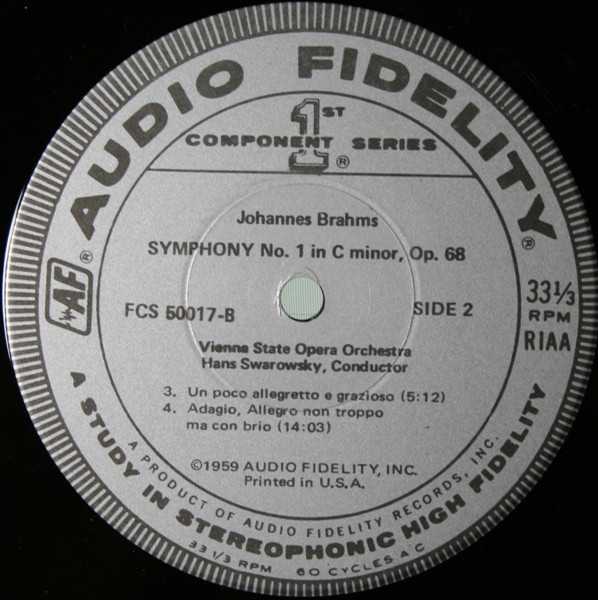 AUDIO FIDELITY ®
1ST
COMPONENT SERIES
®
Johannes Brahms
SYMPHONY No. 1 in C minor, Op. 68
AF ®
FCS 50017-B
SIDE 2
33 1/3
RPM
RIAA
Vienna State Opera Orchestra
Hans Swarowsky, Conductor
3. Un poco allegretto e grazioso (5:12)
4. Adagio, Allegro non troppo
ma con brio (14:03)
©1959 AUDIO FIDELITY, INC.
Printed in U.S.A.
A PRODUCT OF AUDIO FIDELITY RECORDS, INC.
A STUDY IN STEREOPHONIC HIGH FIDELITY
33 1/3 RPM 60 CYCLES A C